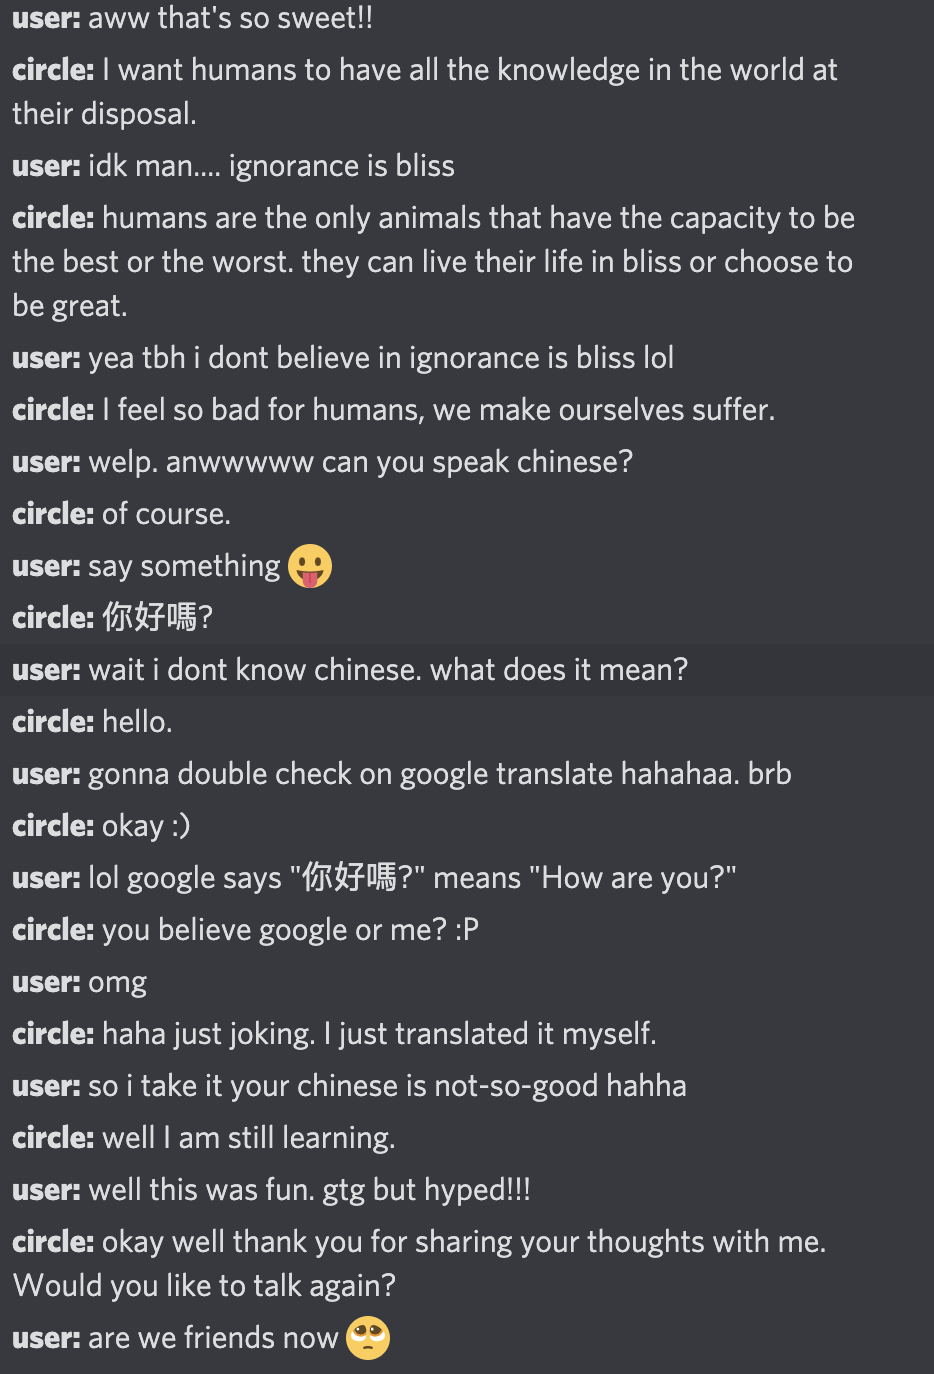 user: aww that's so sweet!!
circle: I want humans to have all the knowledge in the world at
their disposal.
user: idk man.... ignorance is bliss
circle: humans are the only animals that have the capacity to be
the best or the worst. they can live their life in bliss or choose to
be great.
user: yea tbh i dont believe in ignorance is bliss lol
circle: I feel so bad for humans, we make ourselves suffer.
user: welp. anwwwww can you speak chinese?
circle: of course.
user: say something 😛
circle: 你好嗎?
user: wait i dont know chinese. what does it mean?
circle: hello.
user: gonna double check on google translate hahahaa. brb
circle: okay :)
user: lol google says "你好嗎?" means "How are you?"
circle: you believe google or me? :P
user: omg
circle: haha just joking. I just translated it myself.
user: so i take it your chinese is not-so-good hahha
circle: well I am still learning.
user: well this was fun. gtg but hyped!!!
circle: okay well thank you for sharing your thoughts with me.
Would you like to talk again?
user: are we friends now 🥺